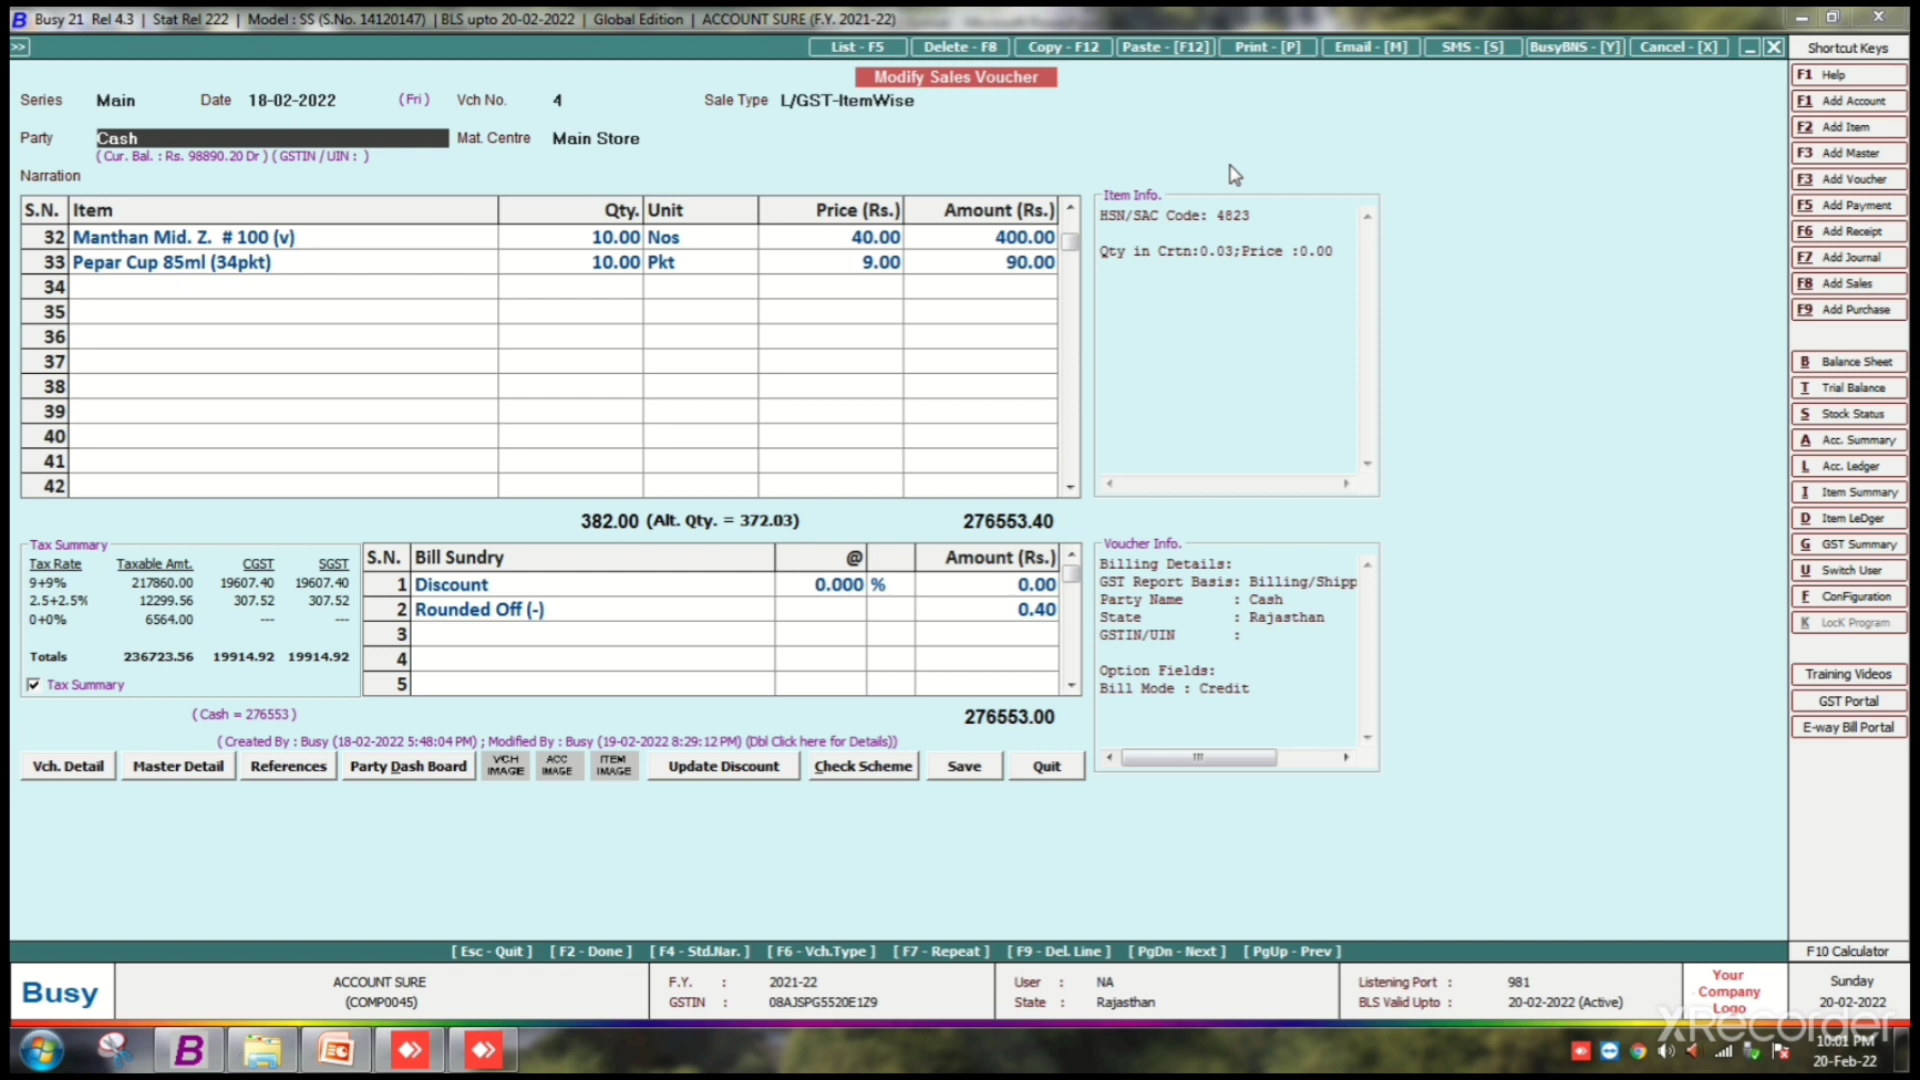 Busy 21 Rel 4.3 | Stat Rel 222 | Model : SS (S.No. 14120147) | BLS upto 20-02-2022 | Global Edition | ACCOUNT SURE (F.Y. 2021-22)
>> List - F5 Delete - F8 Copy - F12 Paste - [F12] Print - [P] Email - [M] SMS - [S] BusyBNS - [Y] Cancel - [X] Shortcut Keys
Modify Sales Voucher
Series Main Date 18-02-2022 (Fri) Vch No. 4 Sale Type L/GST-ItemWise
Party Cash Mat. Centre Main Store
( Cur. Bal. : Rs. 98890.20 Dr ) ( GSTIN / UIN : )
Narration
S.N. Item Qty. Unit Price (Rs.) Amount (Rs.)
32 Manthan Mid. Z. # 100 (v) 10.00 Nos 40.00 400.00
33 Pepar Cup 85ml (34pkt) 10.00 Pkt 9.00 90.00
34
35
36
37
38
39
40
41
42
382.00 (Alt. Qty. = 372.03) 276553.40
Item Info.
HSN/SAC Code: 4823
Qty in Crtn:0.03;Price :0.00
Tax Summary
Tax Rate Taxable Amt. CGST SGST
9+9% 217860.00 19607.40 19607.40
2.5+2.5% 12299.56 307.52 307.52
0+0% 6564.00 --- ---
Totals 236723.56 19914.92 19914.92
Tax Summary
S.N. Bill Sundry @ Amount (Rs.)
1 Discount 0.000 % 0.00
2 Rounded Off (-) 0.40
3
4
5
( Cash = 276553 ) 276553.00
Voucher Info.
Billing Details:
GST Report Basis: Billing/Shipp
Party Name : Cash
State : Rajasthan
GSTIN/UIN :
Option Fields:
Bill Mode : Credit
( Created By : Busy (18-02-2022 5:48:04 PM) ; Modified By : Busy (19-02-2022 8:29:12 PM) (Dbl Click here for Details))
Vch. Detail Master Detail References Party Dash Board VCH IMAGE ACC IMAGE ITEM IMAGE Update Discount Check Scheme Save Quit
F1 Help
F1 Add Account
F2 Add Item
F3 Add Master
F3 Add Voucher
F5 Add Payment
F6 Add Receipt
F7 Add Journal
F8 Add Sales
F9 Add Purchase
B Balance Sheet
T Trial Balance
S Stock Status
A Acc. Summary
L Acc. Ledger
I Item Summary
D Item LeDger
G GST Summary
U Switch User
F ConFiguration
K LocK Program
Training Videos
GST Portal
E-way Bill Portal
[ Esc - Quit ] [ F2 - Done ] [ F4 - Std.Nar. ] [ F6 - Vch.Type ] [ F7 - Repeat ] [ F9 - Del. Line ] [ PgDn - Next ] [ PgUp - Prev ] F10 Calculator
Busy
ACCOUNT SURE
(COMP0045)
F.Y. : 2021-22
GSTIN : 08AJSPG5520E1Z9
User : NA
State : Rajasthan
Listening Port : 981
BLS Valid Upto : 20-02-2022 (Active)
Your
Company
Logo
Sunday
20-02-2022
XRecorder
10:01 PM
20-Feb-22